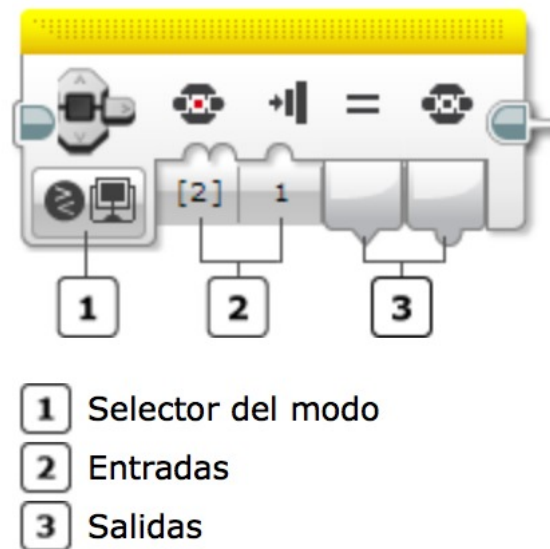 [2] 1
1 2 3
1 Selector del modo
2 Entradas
3 Salidas